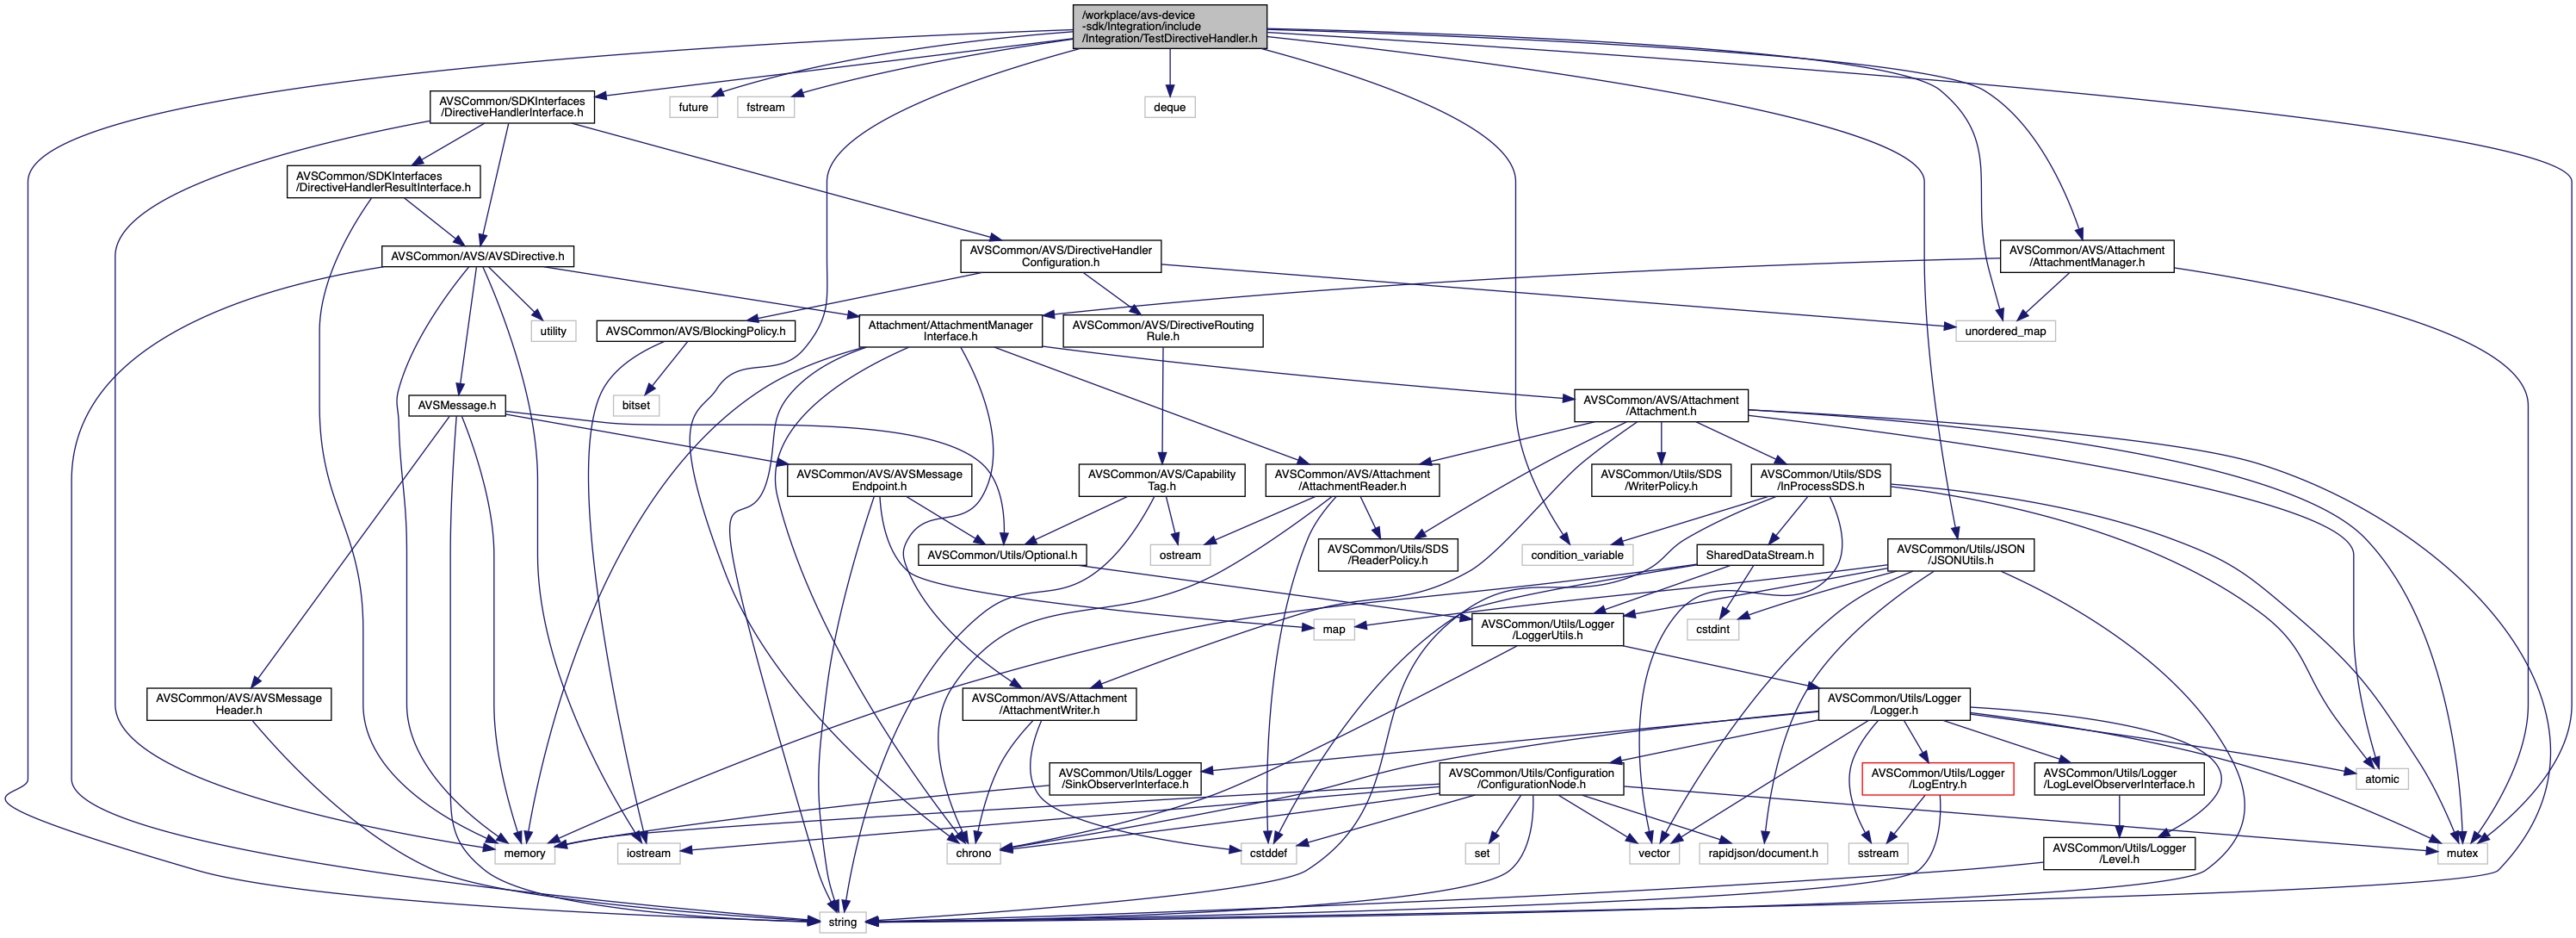 /workplace/avs-device
-sdk/Integration/include
/Integration/TestDirectiveHandler.h
AVSCommon/SDKInterfaces
/DirectiveHandlerInterface.h
future
fstream
deque
AVSCommon/SDKInterfaces
/DirectiveHandlerResultInterface.h
AVSCommon/AVS/AVSDirective.h
AVSCommon/AVS/DirectiveHandler
Configuration.h
AVSCommon/AVS/Attachment
/AttachmentManager.h
utility
AVSCommon/AVS/BlockingPolicy.h
Attachment/AttachmentManager
Interface.h
AVSCommon/AVS/DirectiveRouting
Rule.h
unordered_map
AVSMessage.h
bitset
AVSCommon/AVS/Attachment
/Attachment.h
AVSCommon/AVS/AVSMessage
Endpoint.h
AVSCommon/AVS/Capability
Tag.h
AVSCommon/AVS/Attachment
/AttachmentReader.h
AVSCommon/Utils/SDS
/WriterPolicy.h
AVSCommon/Utils/SDS
/InProcessSDS.h
AVSCommon/Utils/Optional.h
ostream
AVSCommon/Utils/SDS
/ReaderPolicy.h
condition_variable
SharedDataStream.h
AVSCommon/Utils/JSON
/JSONUtils.h
map
AVSCommon/Utils/Logger
/LoggerUtils.h
cstdint
AVSCommon/AVS/AVSMessage
Header.h
AVSCommon/AVS/Attachment
/AttachmentWriter.h
AVSCommon/Utils/Logger
/Logger.h
AVSCommon/Utils/Logger
/SinkObserverInterface.h
AVSCommon/Utils/Configuration
/ConfigurationNode.h
AVSCommon/Utils/Logger
/LogEntry.h
AVSCommon/Utils/Logger
/LogLevelObserverInterface.h
atomic
memory
iostream
chrono
cstddef
set
vector
rapidjson/document.h
sstream
AVSCommon/Utils/Logger
/Level.h
mutex
string